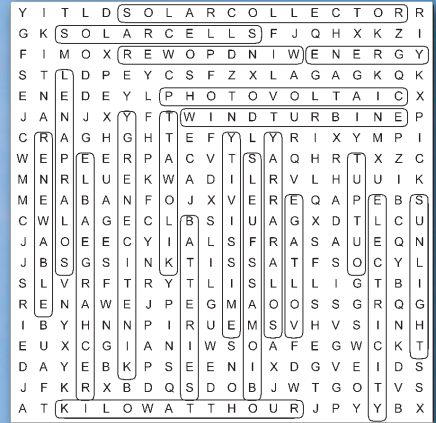 Y I T L D S O L A R C O L L E C T O R R
G K S O L A R C E L L S F J Q H X K Z I
F I M O X R E W O P D N I W E N E R G Y
S T L D P E Y C S F Z X L A G A G K Q K
E N E D E Y L P H O T O V O L T A I C X
J A N J X Y F T W I N D T U R B I N E P
C R A G H G H T E F Y L Y R I X Y M P I
W E P E E R P A C V T S A Q H R T X Z C
M N R L U E K W A D I L R V L H U U I K
M E A B A N F O J X V E R E Q A P E B S
C W L A G E C L B S I U A G X D T L C U
J A O E E C Y I A L S F R A S A U E Q N
J B S G S I N K T I S S A T F S O C Y L
S L V R F T R Y T L I S L L L I G T B I
R E N A W E J P E G M A O O S S G R Q G
I B Y H N N P I R U E M S V H V S I N H
E U X C G I A N I W S O A F E G W C K T
D A Y E B K P S E E N I X D G V E I D S
J F K R X B D Q S D O B J W T G O T V S
A T K I L O W A T T H O U R J P Y Y B X